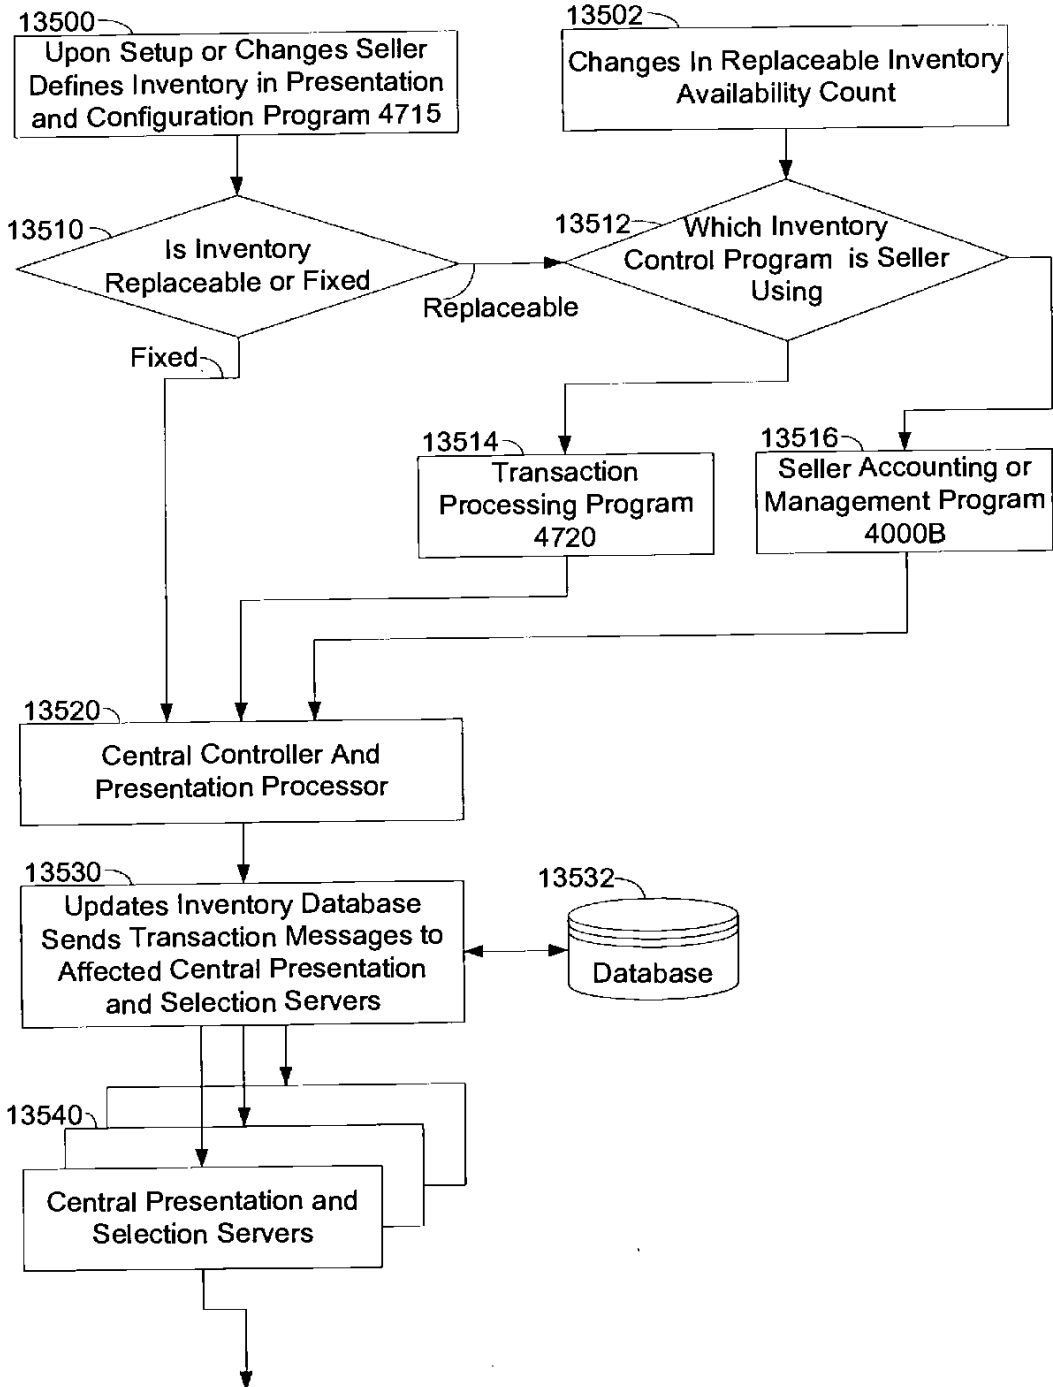 13500
Upon Setup or Changes Seller
Defines Inventory in Presentation
and Configuration Program 4715
13502
Changes In Replaceable Inventory
Availability Count
13510
Is Inventory
Replaceable or Fixed
Replaceable
Fixed
13512
Which Inventory
Control Program is Seller
Using
13514
Transaction
Processing Program
4720
13516
Seller Accounting or
Management Program
4000B
13520
Central Controller And
Presentation Processor
13530
Updates Inventory Database
Sends Transaction Messages to
Affected Central Presentation
and Selection Servers
13532
Database
13540
Central Presentation and
Selection Servers